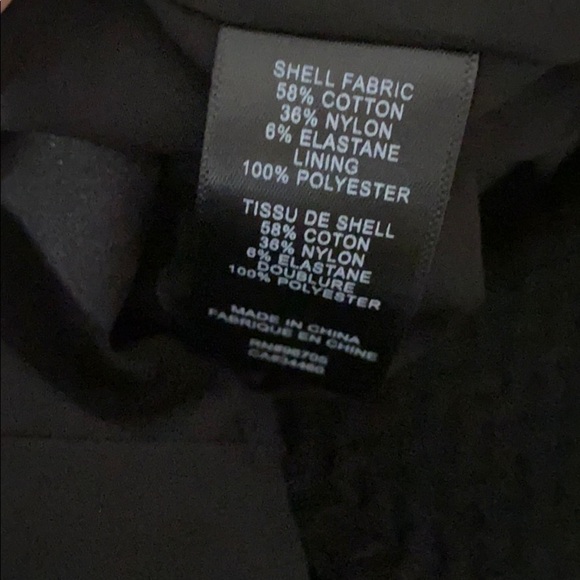 SHELL FABRIC
58% COTTON
36% NYLON
6% ELASTANE
LINING
100% POLYESTER
TISSU DE SHELL
58% COTON
36% NYLON
6% ELASTANE
DOUBLURE
100% POLYESTER
MADE IN CHINA
FABRIQUE EN CHINE